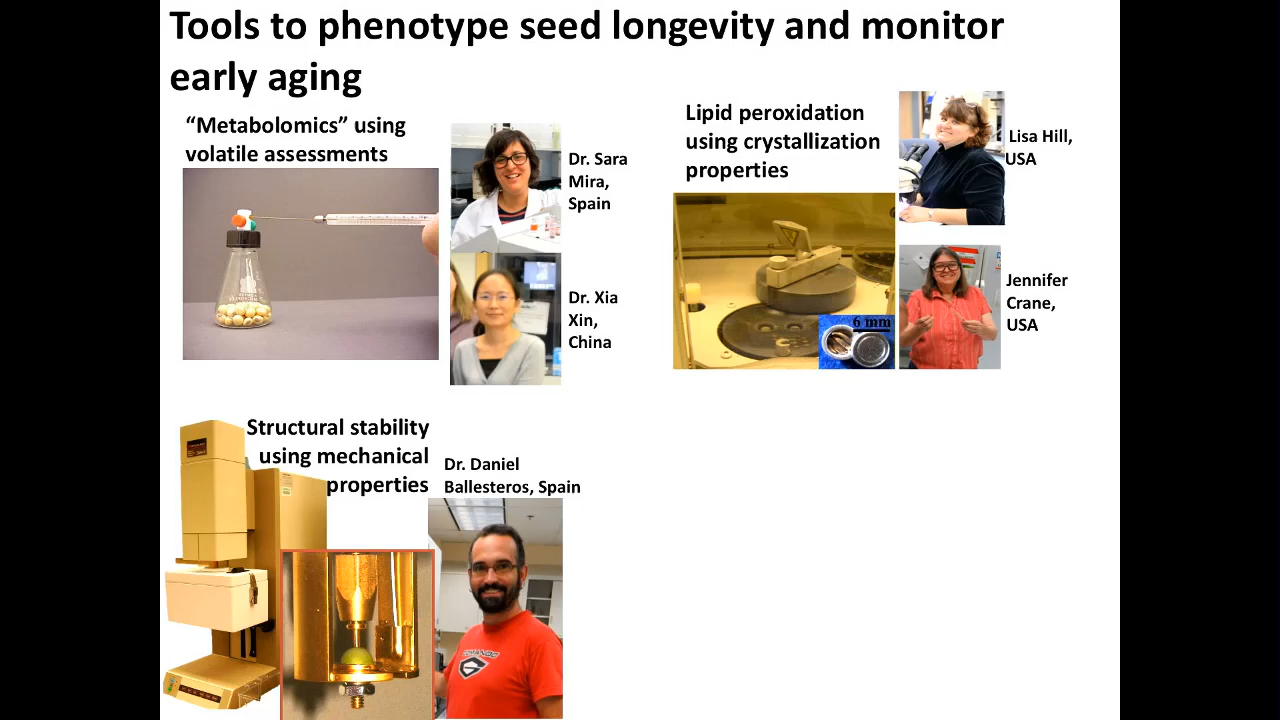 Tools to phenotype seed longevity and monitor
early aging
“Metabolomics” using
volatile assessments
Dr. Sara
Mira,
Spain
Dr. Xia
Xin,
China
Lipid peroxidation
using crystallization
properties
Lisa Hill,
USA
Jennifer
Crane,
USA
6 mm
Structural stability
using mechanical
properties
Dr. Daniel
Ballesteros, Spain